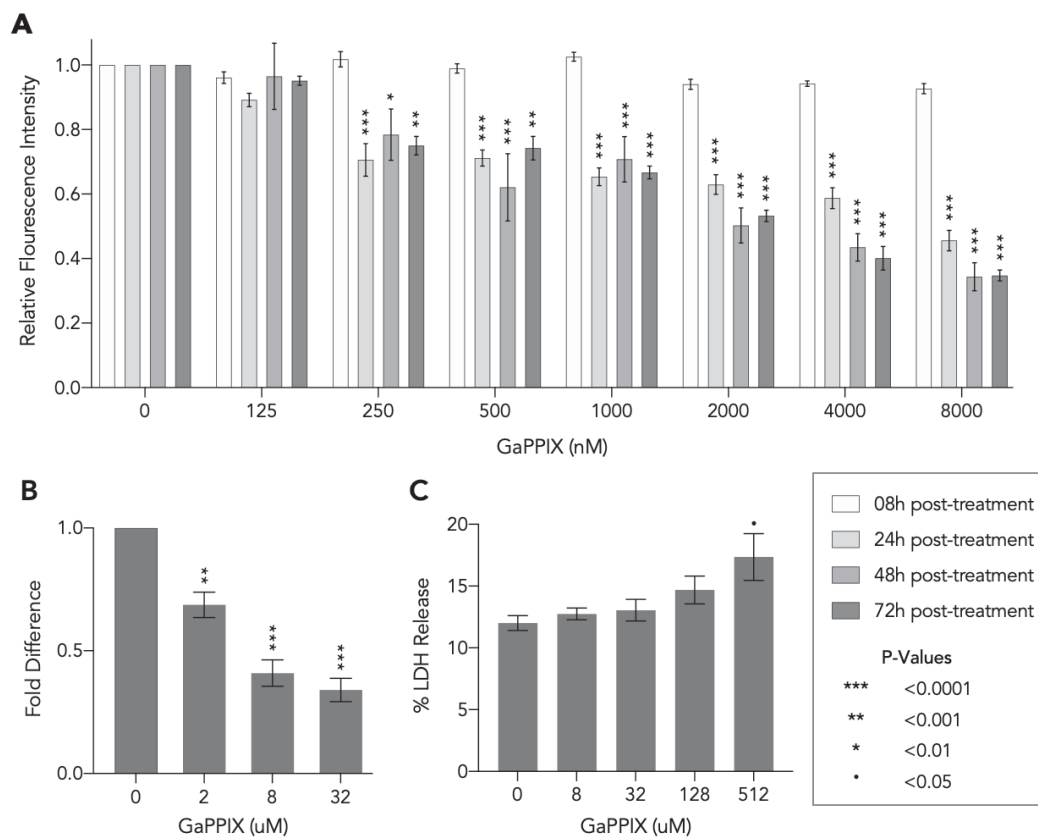 A
Relative Flourescence Intensity
1.0
0.8
0.6
0.4
0.2
0.0
*** * **
*** *** **
*** *** ***
*** *** ***
*** *** ***
*** *** ***
0 125 250 500 1000 2000 4000 8000
GaPPIX (nM)
B
Fold Difference
1.0
0.5
0.0
** *** ***
0 2 8 32
GaPPIX (uM)
C
% LDH Release
20
15
10
5
0
•
0 8 32 128 512
GaPPIX (uM)
08h post-treatment
24h post-treatment
48h post-treatment
72h post-treatment
P-Values
*** <0.0001
** <0.001
* <0.01
• <0.05